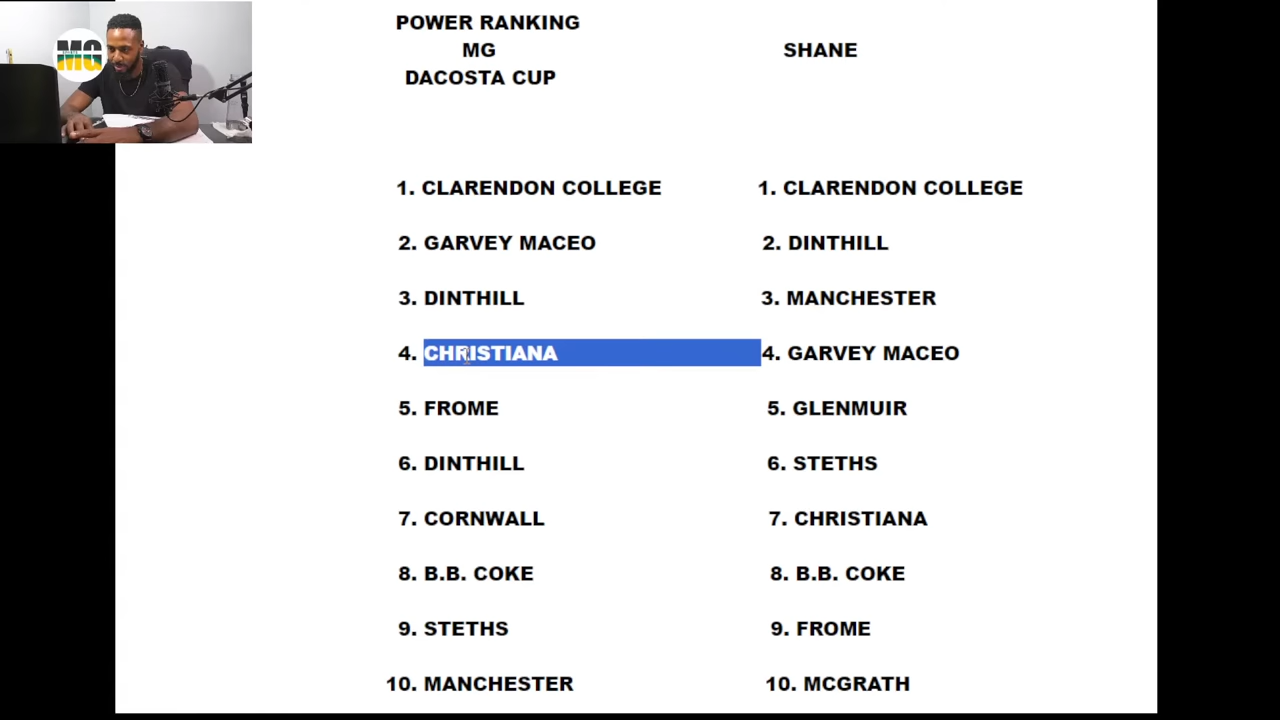 MG
POWER RANKING
MG
SHANE
DACOSTA CUP
1. CLARENDON COLLEGE
1. CLARENDON COLLEGE
2. GARVEY MACEO
2. DINTHILL
3. DINTHILL
3. MANCHESTER
4. CHRISTIANA
4. GARVEY MACEO
5. FROME
5. GLENMUIR
6. DINTHILL
6. STETHS
7. CORNWALL
7. CHRISTIANA
8. B.B. COKE
8. B.B. COKE
9. STETHS
9. FROME
10. MANCHESTER
10. MCGRATH